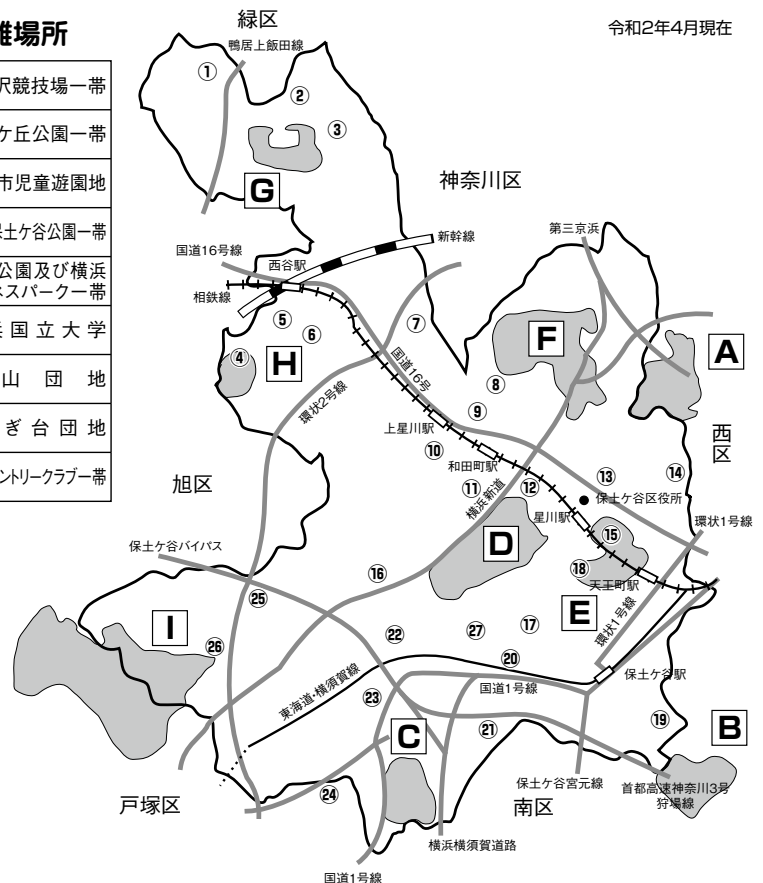 難場所
令和2年4月現在
沢競技場一帯
ケ丘公園一帯
市児童遊園地
保土ケ谷公園一帯
公園及び横浜
ネスパーク一帯
浜国立大学
山団地
ぎ台団地
ントリークラブ一帯
緑区
鴨居上飯田線
①
②
③
G
神奈川区
国道16号線
西谷駅
新幹線
第三京浜
相鉄線
⑤
⑥
⑦
F
A
④
H
国道16号
⑧
環状2号線
⑨
上星川駅
⑩
和田町駅
西区
旭区
⑪
横浜新道
⑫
⑬
⑭
保土ケ谷区役所
星川駅
⑮
環状1号線
保土ケ谷バイパス
D
⑯
⑱
天王町駅
㉕
E
環状1号線
I
㉖
㉒
㉗
⑰
⑳
保土ケ谷駅
東海道・横須賀線
㉓
国道1号線
C
㉑
⑲
B
㉔
保土ケ谷宮元線
首都高速神奈川3号
狩場線
戸塚区
南区
横浜横須賀道路
国道1号線